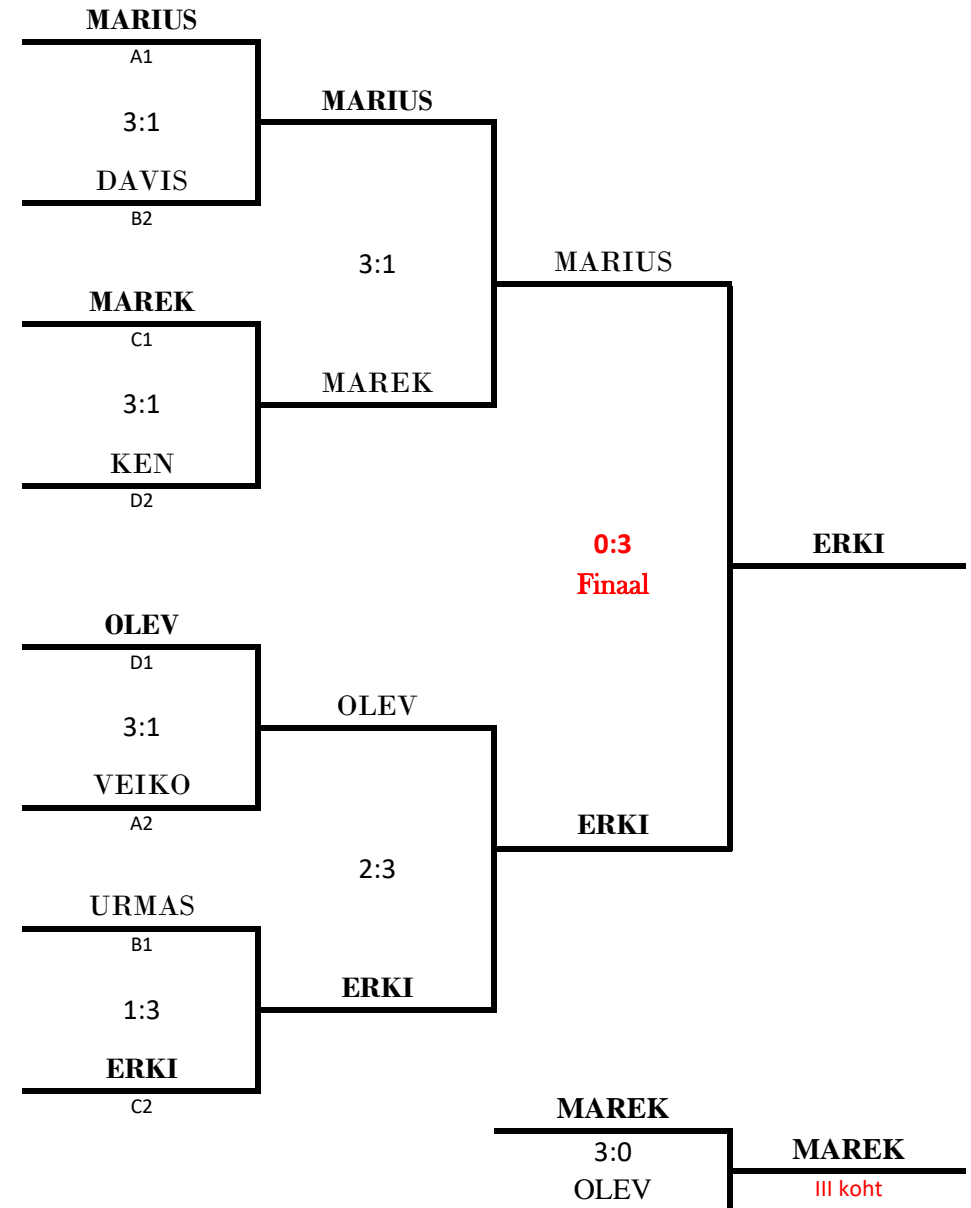 MARIUS
A1
3:1
DAVIS
B2
MARIUS
3:1
MAREK
C1
3:1
KEN
D2
MAREK
MARIUS
0:3
Finaal
ERKI
OLEV
D1
3:1
VEIKO
A2
OLEV
2:3
ERKI
URMAS
B1
1:3
ERKI
C2
ERKI
MAREK
3:0
OLEV
MAREK
III koht